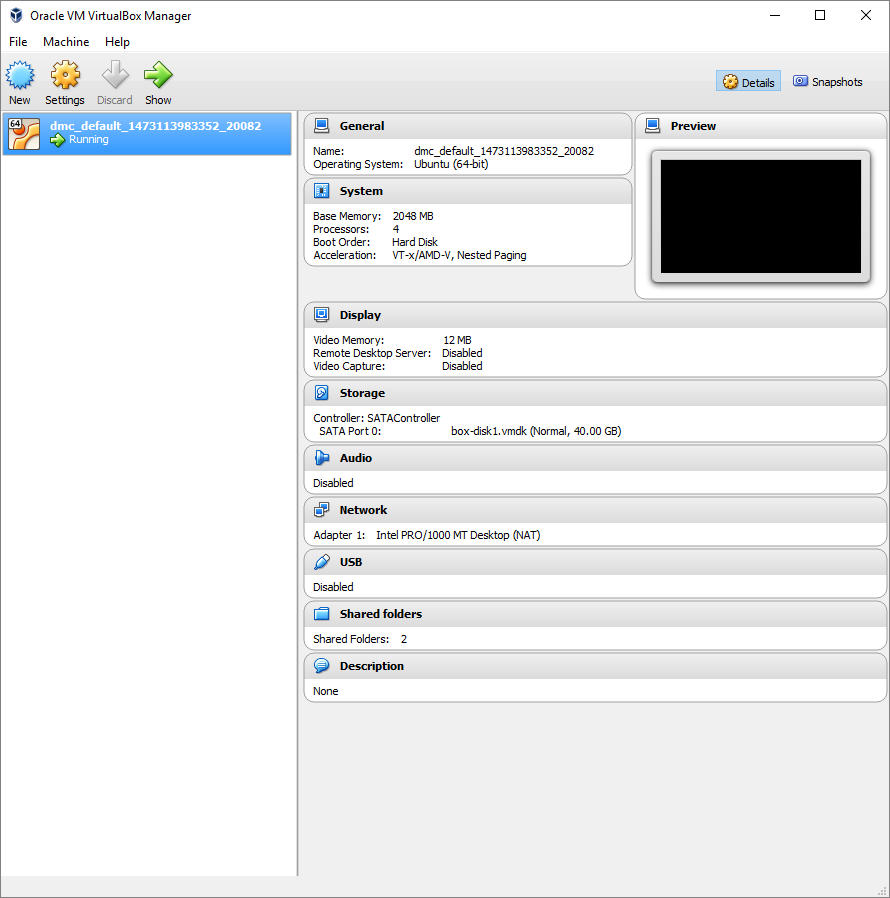 Oracle VM VirtualBox Manager
File Machine Help
New Settings Discard Show
Details Snapshots
64
dmc_default_1473113983352_20082
Running
General
Name: dmc_default_1473113983352_20082
Operating System: Ubuntu (64-bit)
Preview
System
Base Memory: 2048 MB
Processors: 4
Boot Order: Hard Disk
Acceleration: VT-x/AMD-V, Nested Paging
Display
Video Memory: 12 MB
Remote Desktop Server: Disabled
Video Capture: Disabled
Storage
Controller: SATAController
SATA Port 0: box-disk1.vmdk (Normal, 40.00 GB)
Audio
Disabled
Network
Adapter 1: Intel PRO/1000 MT Desktop (NAT)
USB
Disabled
Shared folders
Shared Folders: 2
Description
None